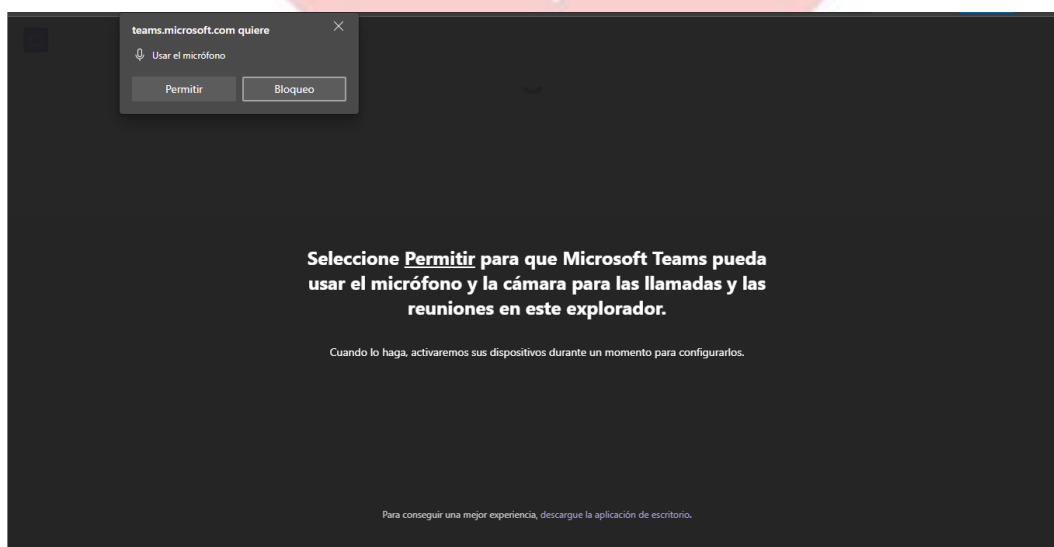 teams.microsoft.com quiere
Usar el micrófono
Permitir
Bloqueo
Seleccione Permitir para que Microsoft Teams pueda
usar el micrófono y la cámara para las llamadas y las
reuniones en este explorador.
Cuando lo haga, activaremos sus dispositivos durante un momento para configurarlos.
Para conseguir una mejor experiencia, descargue la aplicación de escritorio.